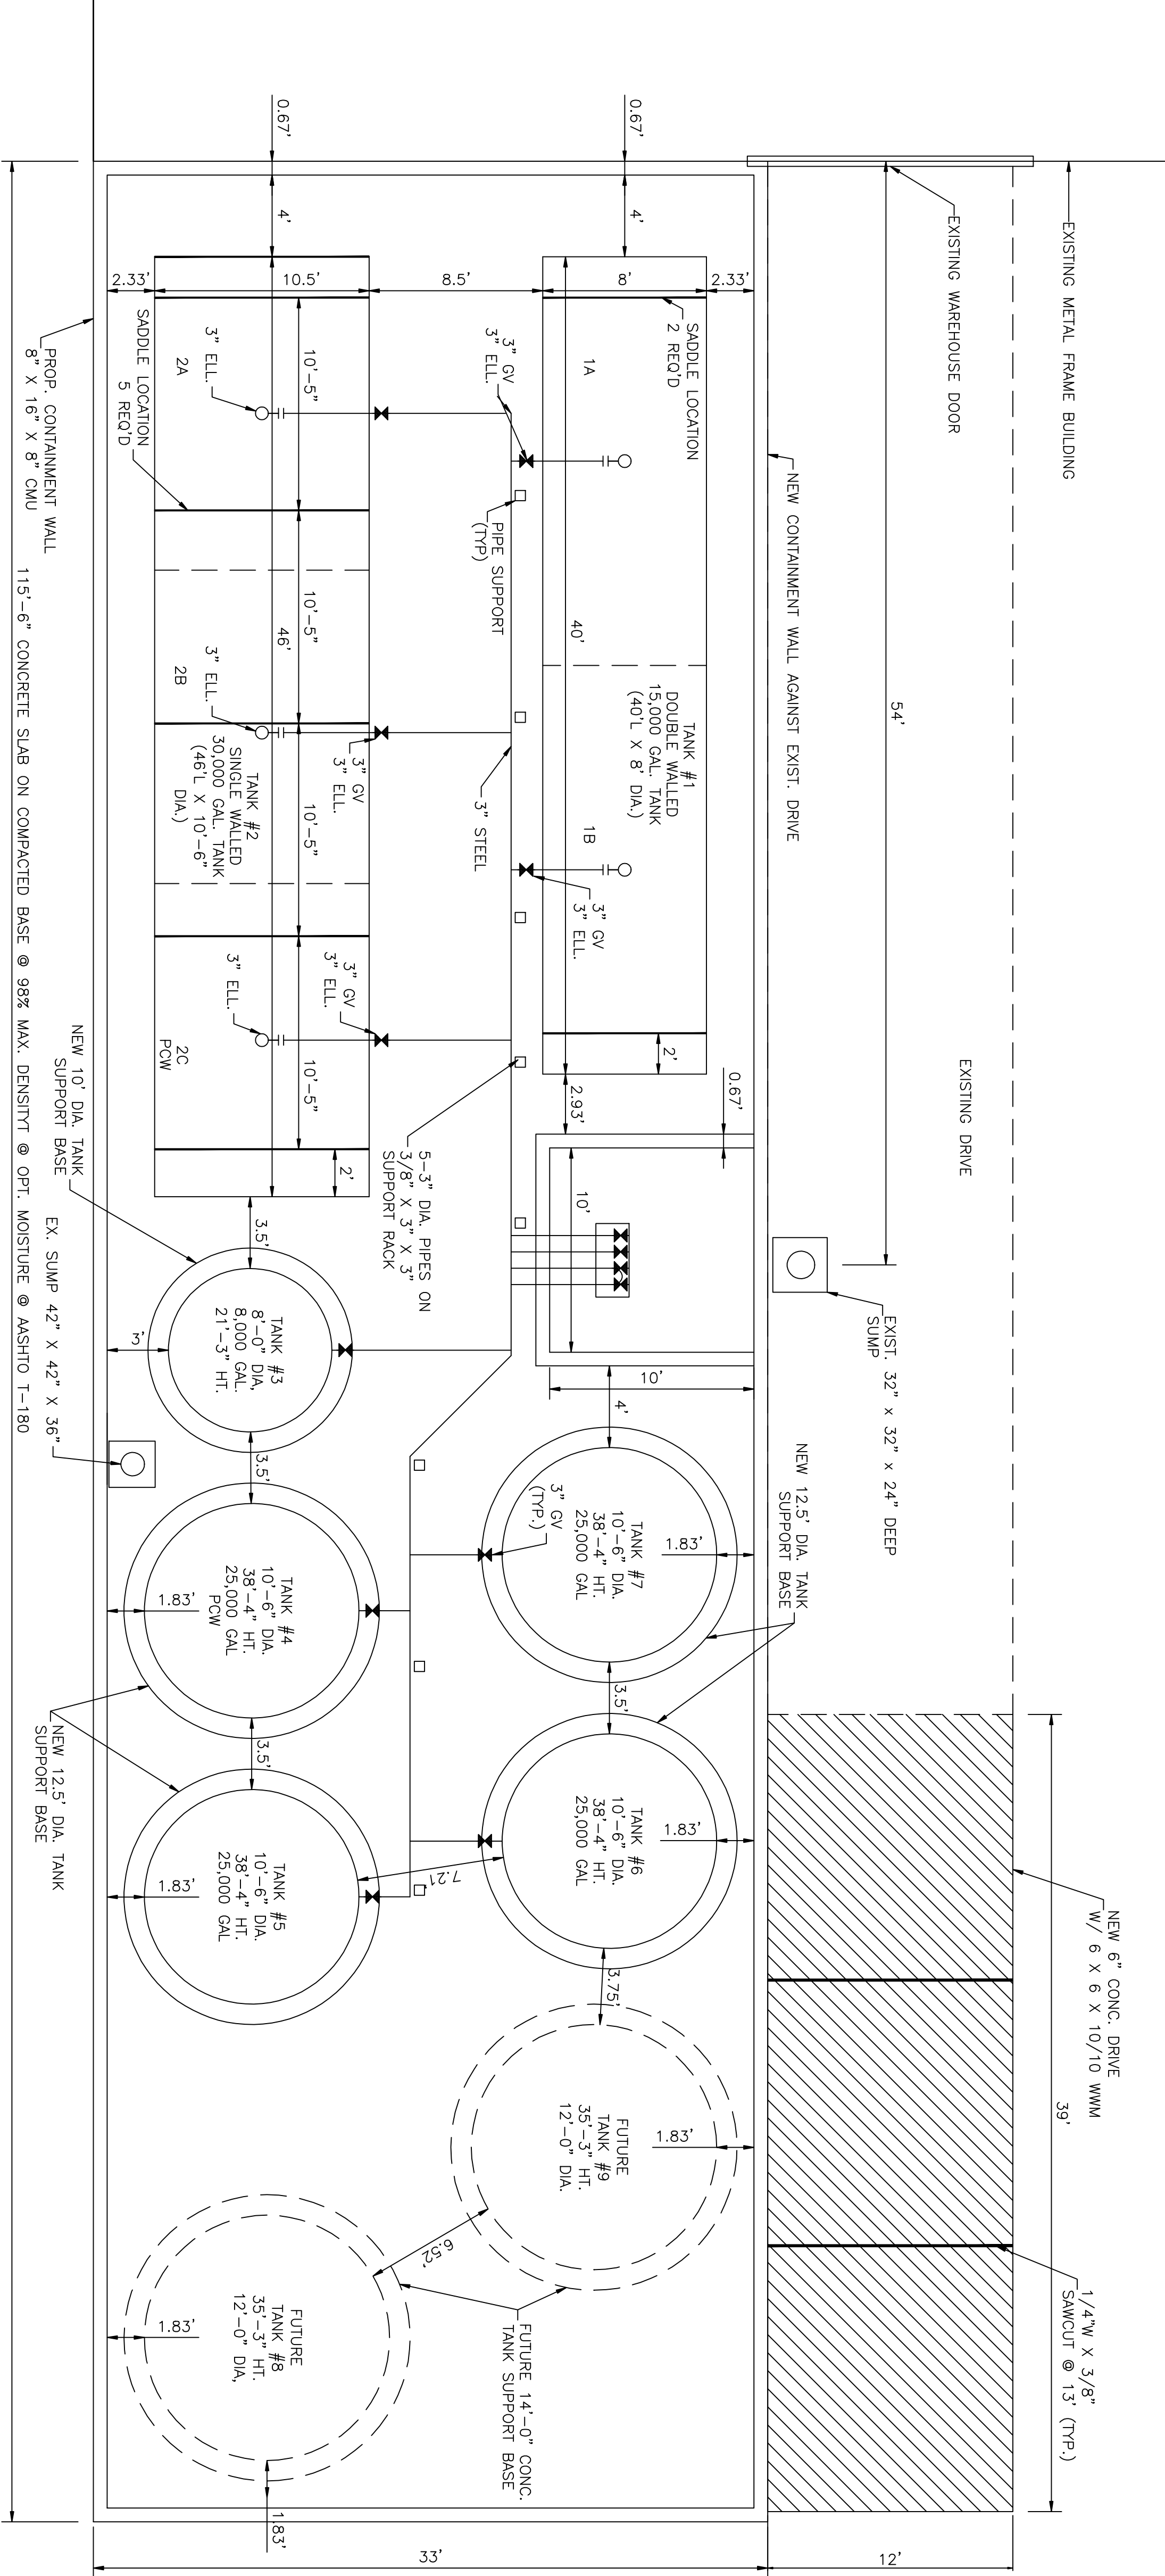 EXISTING METAL FRAME BUILDING
EXISTING WAREHOUSE DOOR
54'
EXISTING DRIVE
NEW CONTAINMENT WALL AGAINST EXIST. DRIVE
EXIST. 32" x 32" x 24" DEEP
SUMP
NEW 6" CONC. DRIVE
W/ 6 X 6 X 10/10 WWM
39'
1/4"W X 3/8"
SAWCUT @ 13' (TYP.)
12'
33'
0.67'
0.67'
4'
4'
2.33'
8'
8.5'
10.5'
2.33'
SADDLE LOCATION
2 REQ'D
1A
3" GV
3" ELL.
PIPE SUPPORT
(TYP)
40'
TANK #1
DOUBLE WALLED
15,000 GAL. TANK
(40'L X 8' DIA.)
1B
3" GV
3" ELL.
3" STEEL
2'
2.93'
0.67'
10'
10'
5-3" DIA. PIPES ON
3/8" X 3" X 3"
SUPPORT RACK
2A
3" ELL.
SADDLE LOCATION
5 REQ'D
10'-5"
10'-5"
46'
2B
3" ELL.
3" GV
3" ELL.
TANK #2
SINGLE WALLED
30,000 GAL. TANK
(46'L X 10'-6"
DIA.)
10'-5"
3" GV
3" ELL.
3" ELL.
2C
PCW
10'-5"
2'
3.5'
PROP. CONTAINMENT WALL
8" X 16" X 8" CMU
NEW 10' DIA. TANK
SUPPORT BASE
EX. SUMP 42" X 42" X 36"
TANK #3
8'-0" DIA,
8,000 GAL.
21'-3" HT.
3'
3.5'
4'
TANK #7
10'-6" DIA.
38'-4" HT.
25,000 GAL
1.83'
3" GV
(TYP.)
NEW 12.5' DIA. TANK
SUPPORT BASE
3.5'
TANK #4
10'-6" DIA.
38'-4" HT.
25,000 GAL
PCW
1.83'
3.5'
TANK #6
10'-6" DIA.
38'-4" HT.
25,000 GAL
1.83'
7.21'
TANK #5
10'-6" DIA.
38'-4" HT.
25,000 GAL
1.83'
NEW 12.5' DIA. TANK
SUPPORT BASE
3.75'
FUTURE
TANK #9
35'-3" HT.
12'-0" DIA.
1.83'
6.52'
FUTURE 14'-0" CONC.
TANK SUPPORT BASE
FUTURE
TANK #8
35'-3" HT.
12'-0" DIA,
1.83'
1.83'
115'-6" CONCRETE SLAB ON COMPACTED BASE @ 98% MAX. DENSITYT @ OPT. MOISTURE @ AASHTO T-180